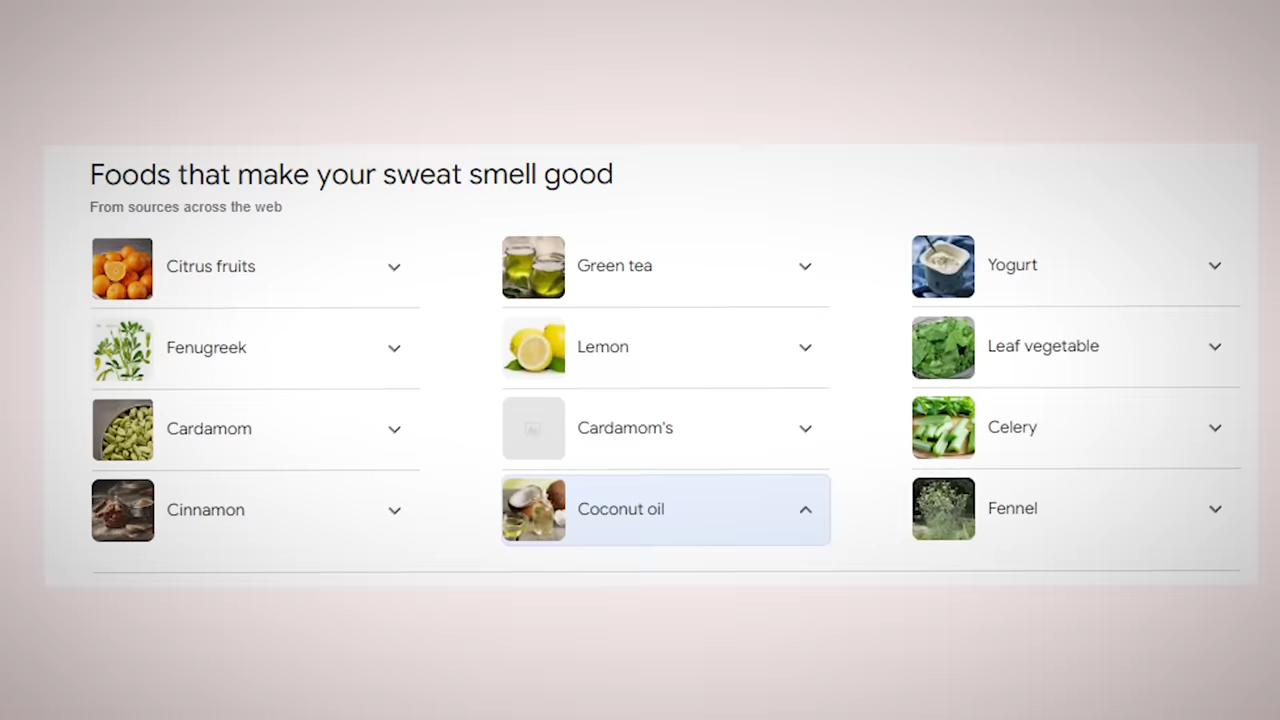 Foods that make your sweat smell good
From sources across the web
Citrus fruits
Green tea
Yogurt
Fenugreek
Lemon
Leaf vegetable
Cardamom
Cardamom's
Celery
Cinnamon
Coconut oil
Fennel